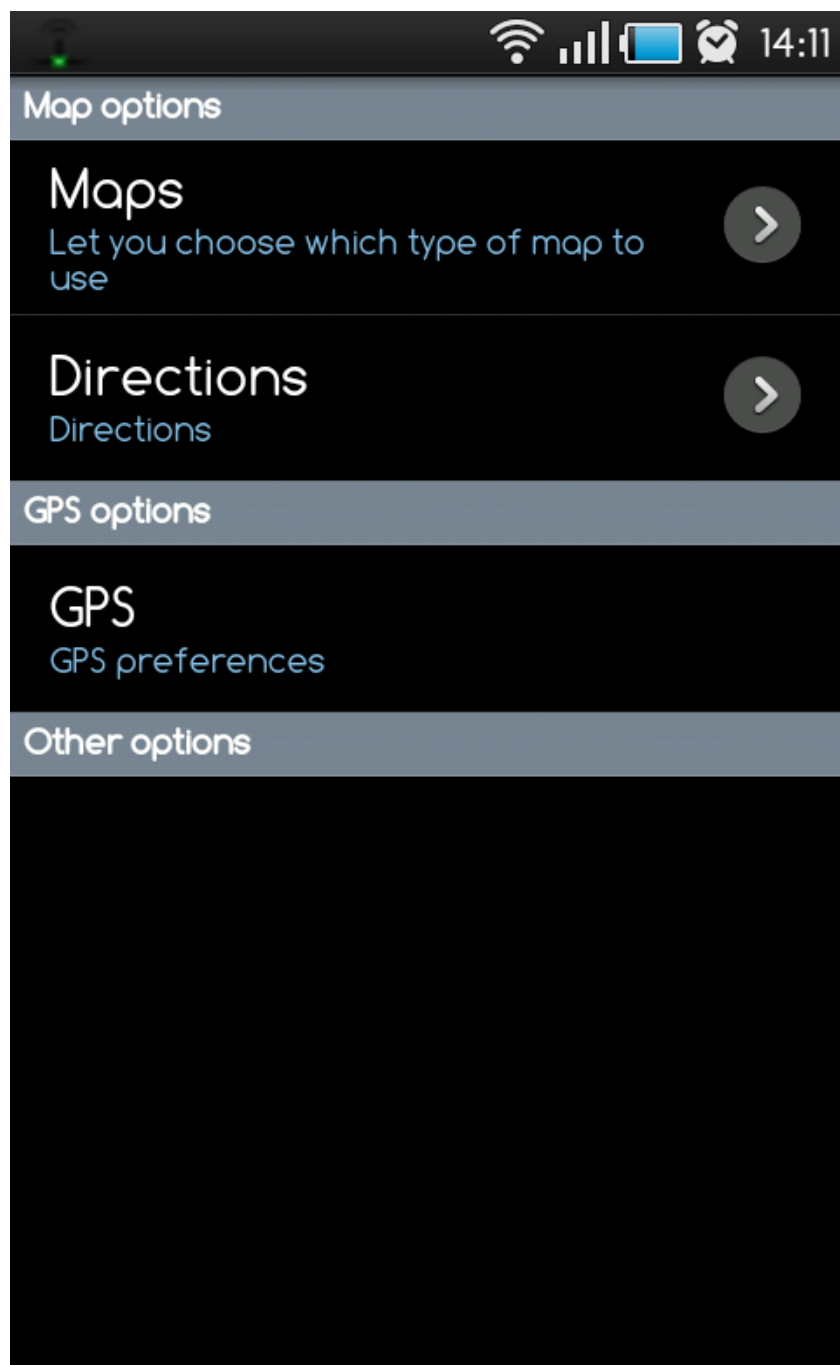 14:11
Map options
Maps
Let you choose which type of map to
use
Directions
Directions
GPS options
GPS
GPS preferences
Other options